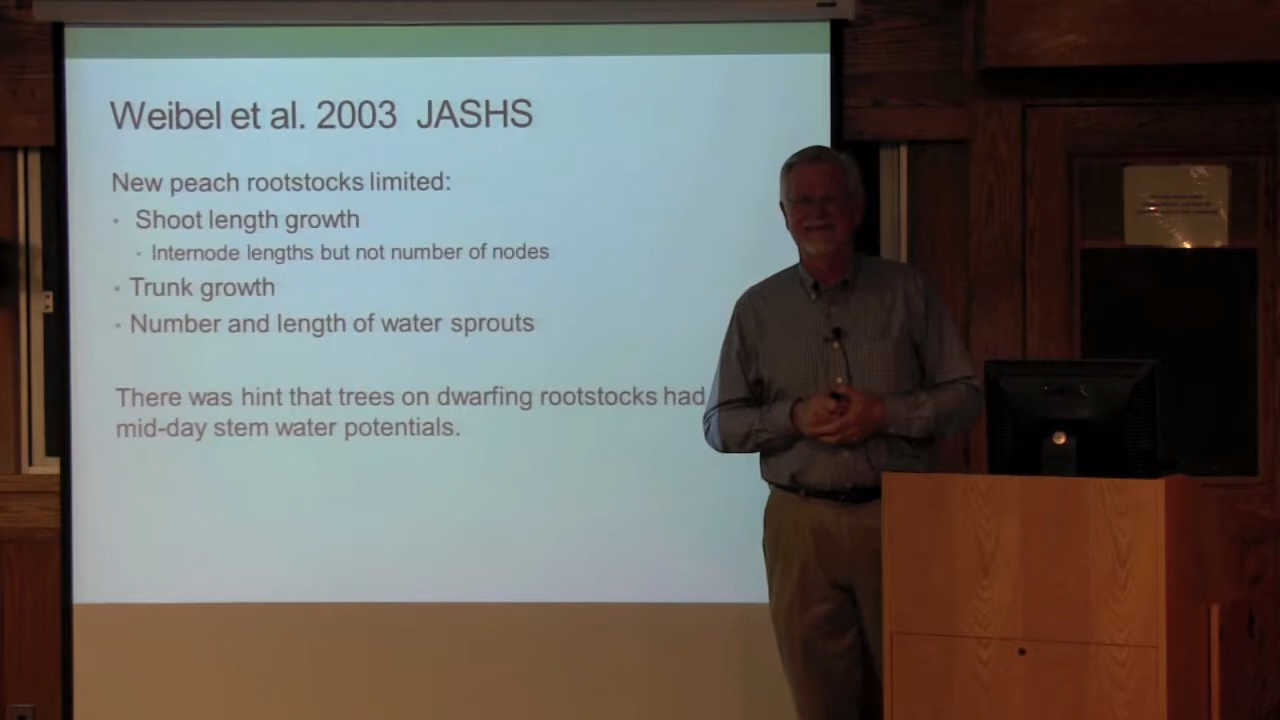 Weibel et al. 2003 JASHS
New peach rootstocks limited:
· Shoot length growth
· Internode lengths but not number of nodes
· Trunk growth
· Number and length of water sprouts
There was hint that trees on dwarfing rootstocks had
mid-day stem water potentials.